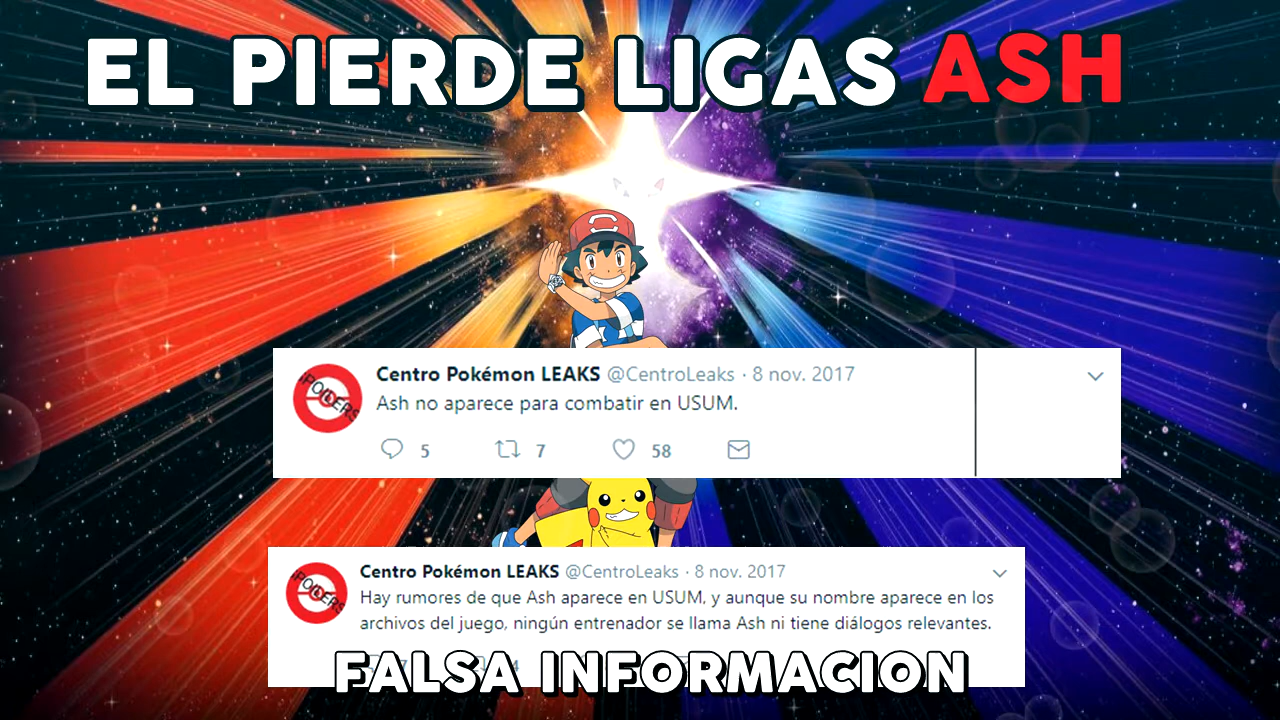 EL PIERDE LIGAS ASH
Centro Pokémon LEAKS @CentroLeaks · 8 nov. 2017
Ash no aparece para combatir en USUM.
5 7 58
Centro Pokémon LEAKS @CentroLeaks · 8 nov. 2017
Hay rumores de que Ash aparece en USUM, y aunque su nombre aparece en los
archivos del juego, ningún entrenador se llama Ash ni tiene diálogos relevantes.
FALSA INFORMACION